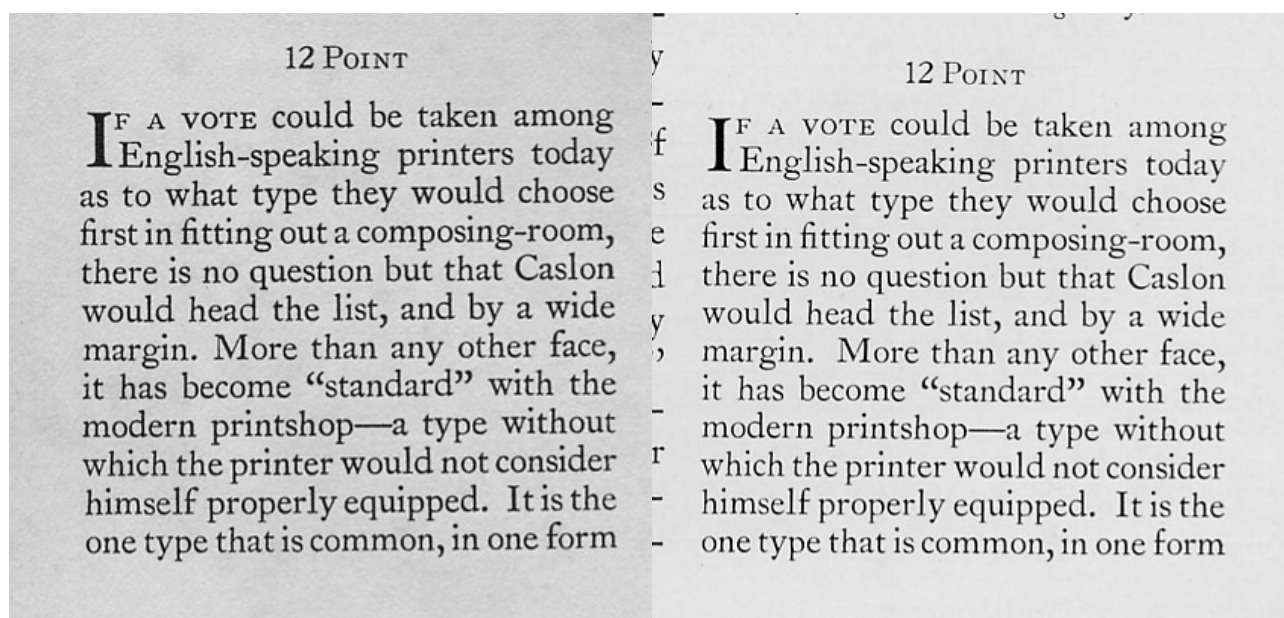 12 POINT
IF A VOTE could be taken among
English-speaking printers today
as to what type they would choose
first in fitting out a composing-room,
there is no question but that Caslon
would head the list, and by a wide
margin. More than any other face,
it has become “standard” with the
modern printshop—a type without
which the printer would not consider
himself properly equipped. It is the
one type that is common, in one form
12 POINT
IF A VOTE could be taken among
English-speaking printers today
as to what type they would choose
first in fitting out a composing-room,
there is no question but that Caslon
would head the list, and by a wide
margin. More than any other face,
it has become “standard” with the
modern printshop—a type without
which the printer would not consider
himself properly equipped. It is the
one type that is common, in one form